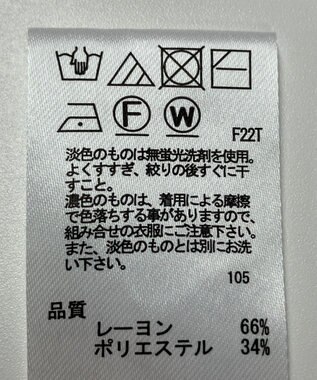 F W F22T
淡色のものは無蛍光洗剤を使用。
よくすすぎ、絞りの後すぐに干
すこと。
濃色のものは、着用による摩擦
で色落ちする事がありますので、
組み合せの衣服にご注意下さい。
また、淡色のものとは別にお洗
い下さい。
105
品質
レーヨン 66%
ポリエステル 34%